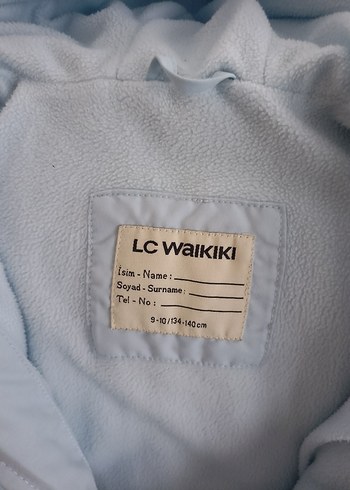 LC WAIKIKI
İsim - Name :
Soyad - Surname :
Tel - No :
9-10/134-140cm